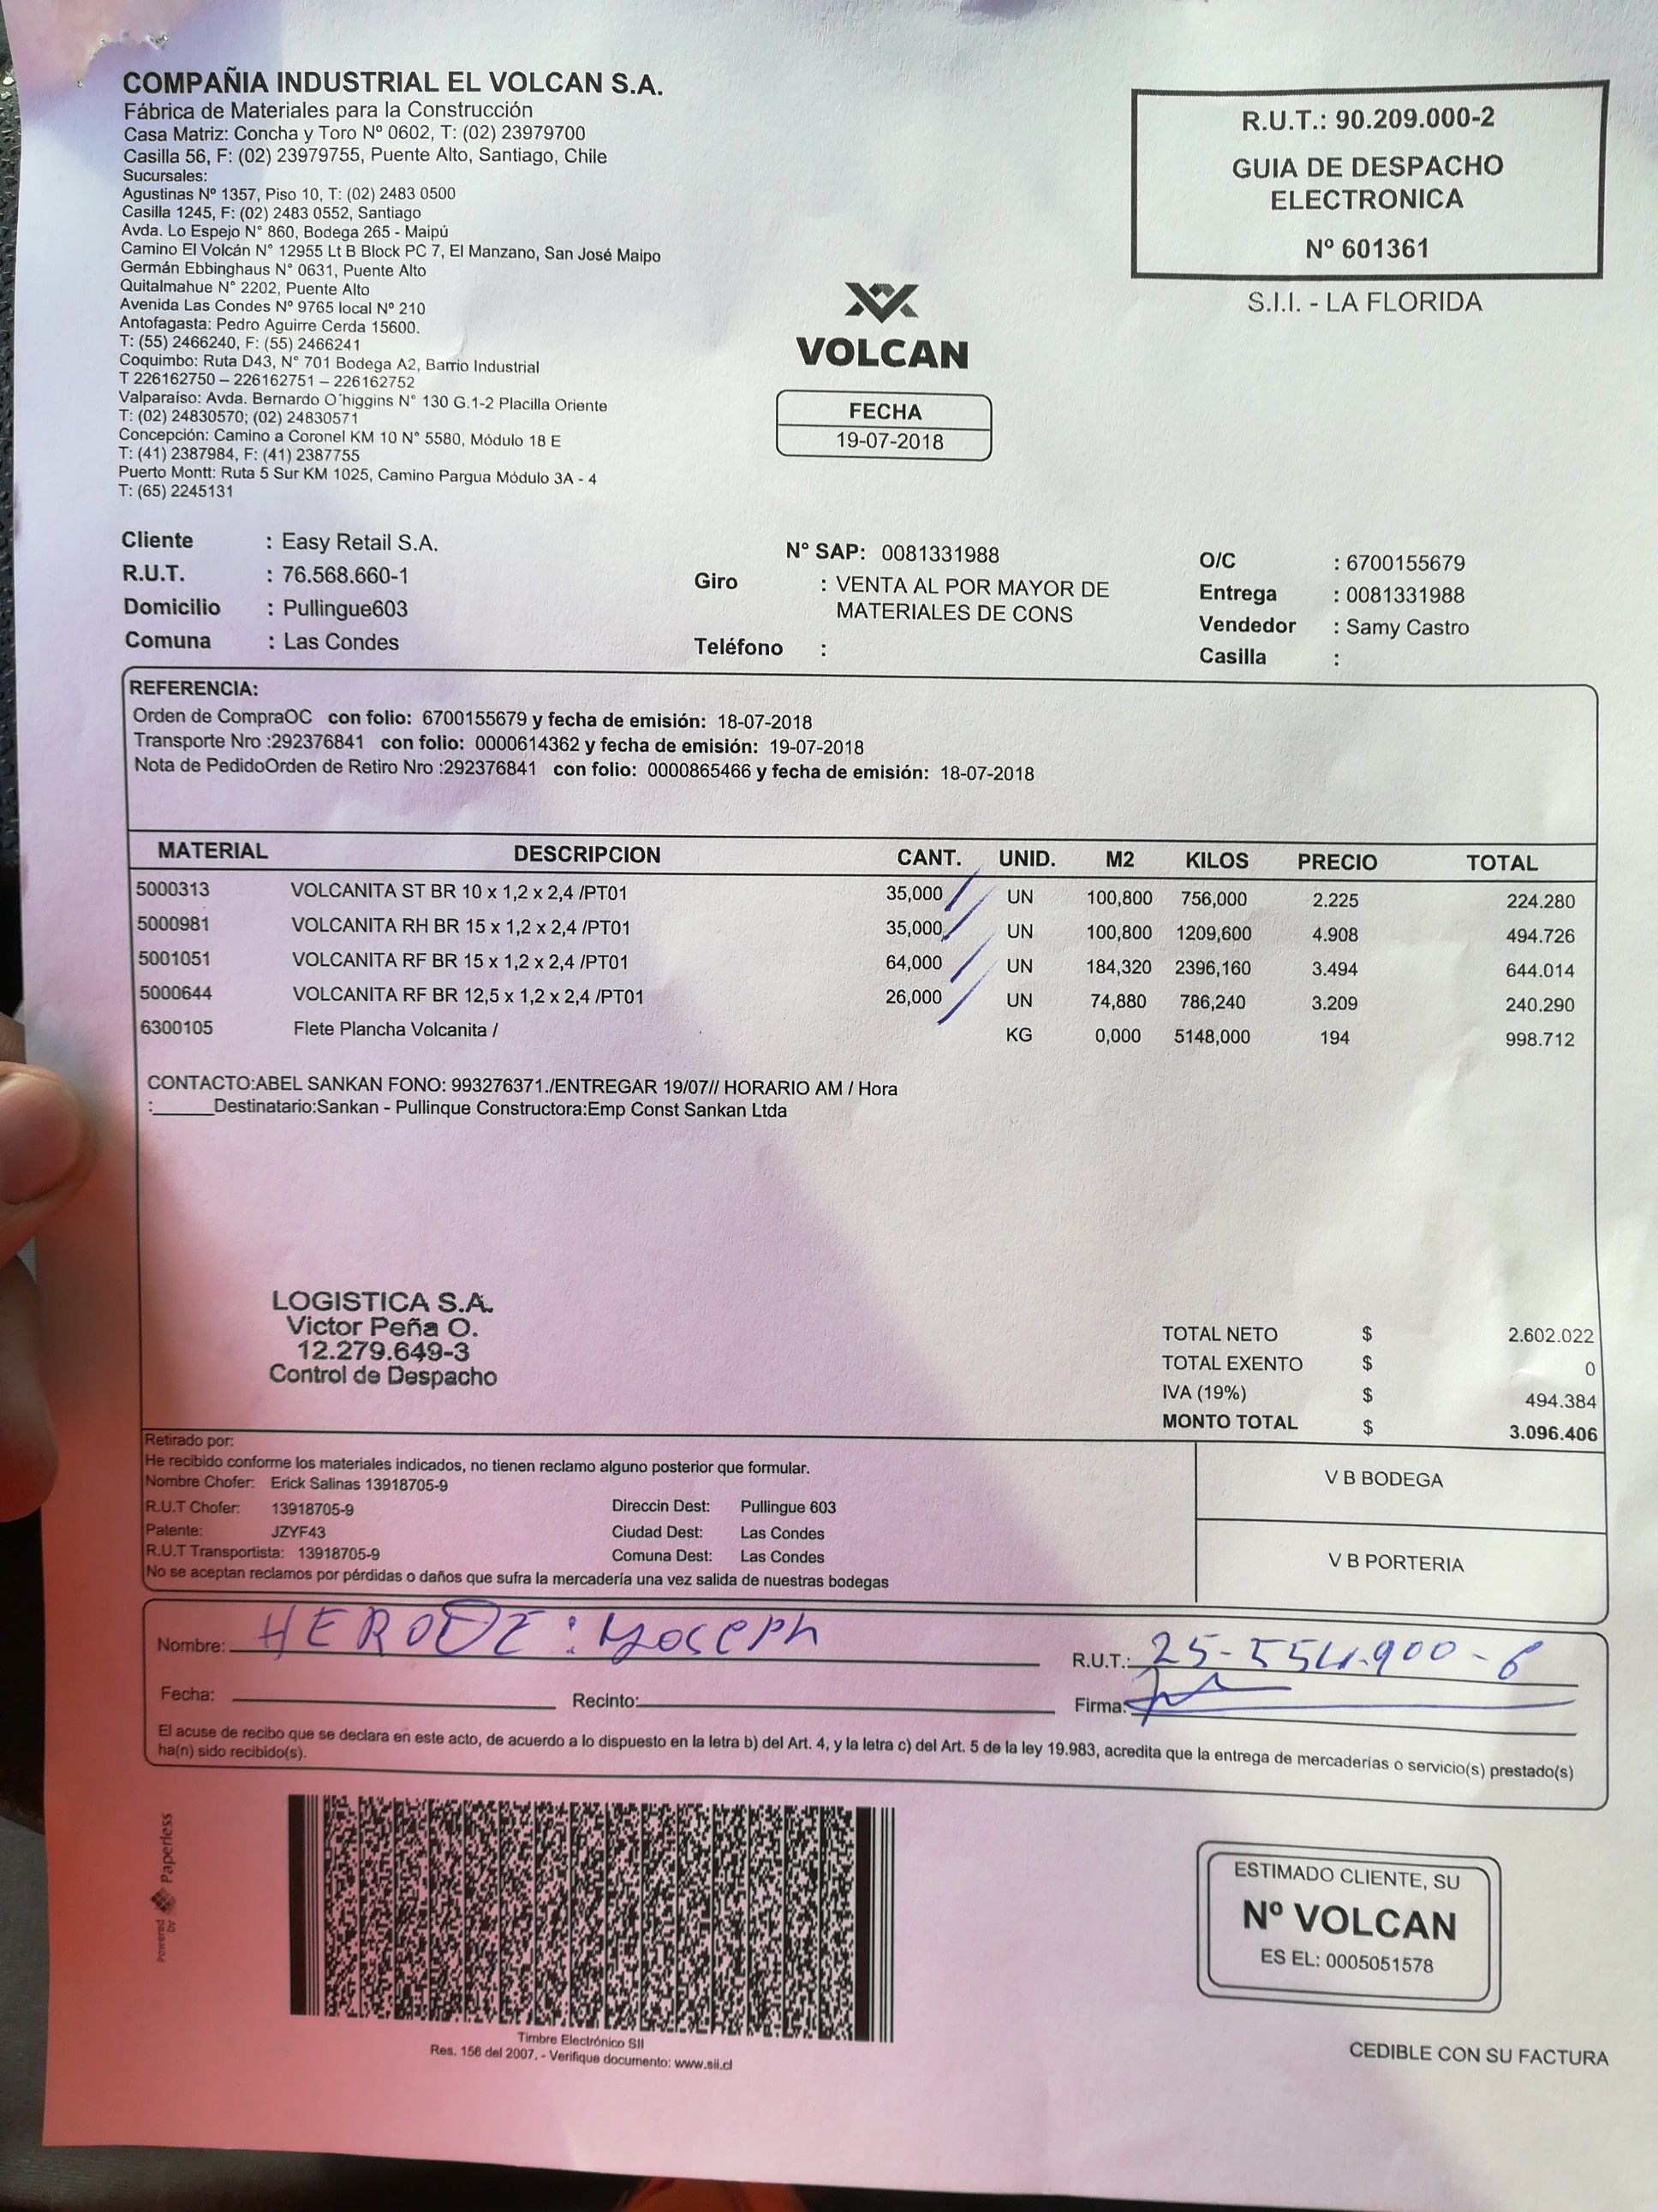 COMPAÑIA INDUSTRIAL EL VOLCAN S.A.
Fábrica de Materiales para la Construcción
Casa Matriz: Concha y Toro Nº 0602, T: (02) 23979700
Casilla 56, F: (02) 23979755, Puente Alto, Santiago, Chile
Sucursales:
Agustinas Nº 1357, Piso 10, T: (02) 2483 0500
Casilla 1245, F: (02) 2483 0552, Santiago
Avda. Lo Espejo N° 860, Bodega 265 - Maipú
Camino El Volcán N° 12955 Lt B Block PC 7, El Manzano, San José Maipo
Germán Ebbinghaus N° 0631, Puente Alto
Quitalmahue N° 2202, Puente Alto
Avenida Las Condes Nº 9765 local Nº 210
Antofagasta: Pedro Aguirre Cerda 15600.
T: (55) 2466240, F: (55) 2466241
Coquimbo: Ruta D43, N° 701 Bodega A2, Barrio Industrial
T 226162750 – 226162751 – 226162752
Valparaíso: Avda. Bernardo O´higgins N° 130 G.1-2 Placilla Oriente
T: (02) 24830570; (02) 24830571
Concepción: Camino a Coronel KM 10 N° 5580, Módulo 18 E
T: (41) 2387984, F: (41) 2387755
Puerto Montt: Ruta 5 Sur KM 1025, Camino Pargua Módulo 3A - 4
T: (65) 2245131
R.U.T.: 90.209.000-2
GUIA DE DESPACHO
ELECTRONICA
Nº 601361
S.I.I. - LA FLORIDA
VOLCAN
FECHA
19-07-2018
Cliente : Easy Retail S.A.
R.U.T. : 76.568.660-1
Domicilio : Pullingue603
Comuna : Las Condes
N° SAP: 0081331988
Giro : VENTA AL POR MAYOR DE
MATERIALES DE CONS
Teléfono :
O/C : 6700155679
Entrega : 0081331988
Vendedor : Samy Castro
Casilla :
REFERENCIA:
Orden de CompraOC con folio: 6700155679 y fecha de emisión: 18-07-2018
Transporte Nro :292376841 con folio: 0000614362 y fecha de emisión: 19-07-2018
Nota de PedidoOrden de Retiro Nro :292376841 con folio: 0000865466 y fecha de emisión: 18-07-2018
MATERIAL DESCRIPCION CANT. UNID. M2 KILOS PRECIO TOTAL
5000313 VOLCANITA ST BR 10 x 1,2 x 2,4 /PT01 35,000 UN 100,800 756,000 2.225 224.280
5000981 VOLCANITA RH BR 15 x 1,2 x 2,4 /PT01 35,000 UN 100,800 1209,600 4.908 494.726
5001051 VOLCANITA RF BR 15 x 1,2 x 2,4 /PT01 64,000 UN 184,320 2396,160 3.494 644.014
5000644 VOLCANITA RF BR 12,5 x 1,2 x 2,4 /PT01 26,000 UN 74,880 786,240 3.209 240.290
6300105 Flete Plancha Volcanita / KG 0,000 5148,000 194 998.712
CONTACTO:ABEL SANKAN FONO: 993276371./ENTREGAR 19/07// HORARIO AM / Hora
:______Destinatario:Sankan - Pullinque Constructora:Emp Const Sankan Ltda
LOGISTICA S.A.
Victor Peña O.
12.279.649-3
Control de Despacho
TOTAL NETO $ 2.602.022
TOTAL EXENTO $ 0
IVA (19%) $ 494.384
MONTO TOTAL $ 3.096.406
Retirado por:
He recibido conforme los materiales indicados, no tienen reclamo alguno posterior que formular.
Nombre Chofer: Erick Salinas 13918705-9
R.U.T Chofer: 13918705-9 Direccin Dest: Pullingue 603
Patente: JZYF43 Ciudad Dest: Las Condes
R.U.T Transportista: 13918705-9 Comuna Dest: Las Condes
No se aceptan reclamos por pérdidas o daños que sufra la mercadería una vez salida de nuestras bodegas
V B BODEGA
V B PORTERIA
Nombre: HERODE : Yoseph
R.U.T.: 25-554.900-6
Fecha: Recinto: Firma:
El acuse de recibo que se declara en este acto, de acuerdo a lo dispuesto en la letra b) del Art. 4, y la letra c) del Art. 5 de la ley 19.983, acredita que la entrega de mercaderías o servicio(s) prestado(s)
ha(n) sido recibido(s).
Powered by Paperless
Timbre Electrónico SII
Res. 156 del 2007. - Verifique documento: www.sii.cl
ESTIMADO CLIENTE, SU
Nº VOLCAN
ES EL: 0005051578
CEDIBLE CON SU FACTURA